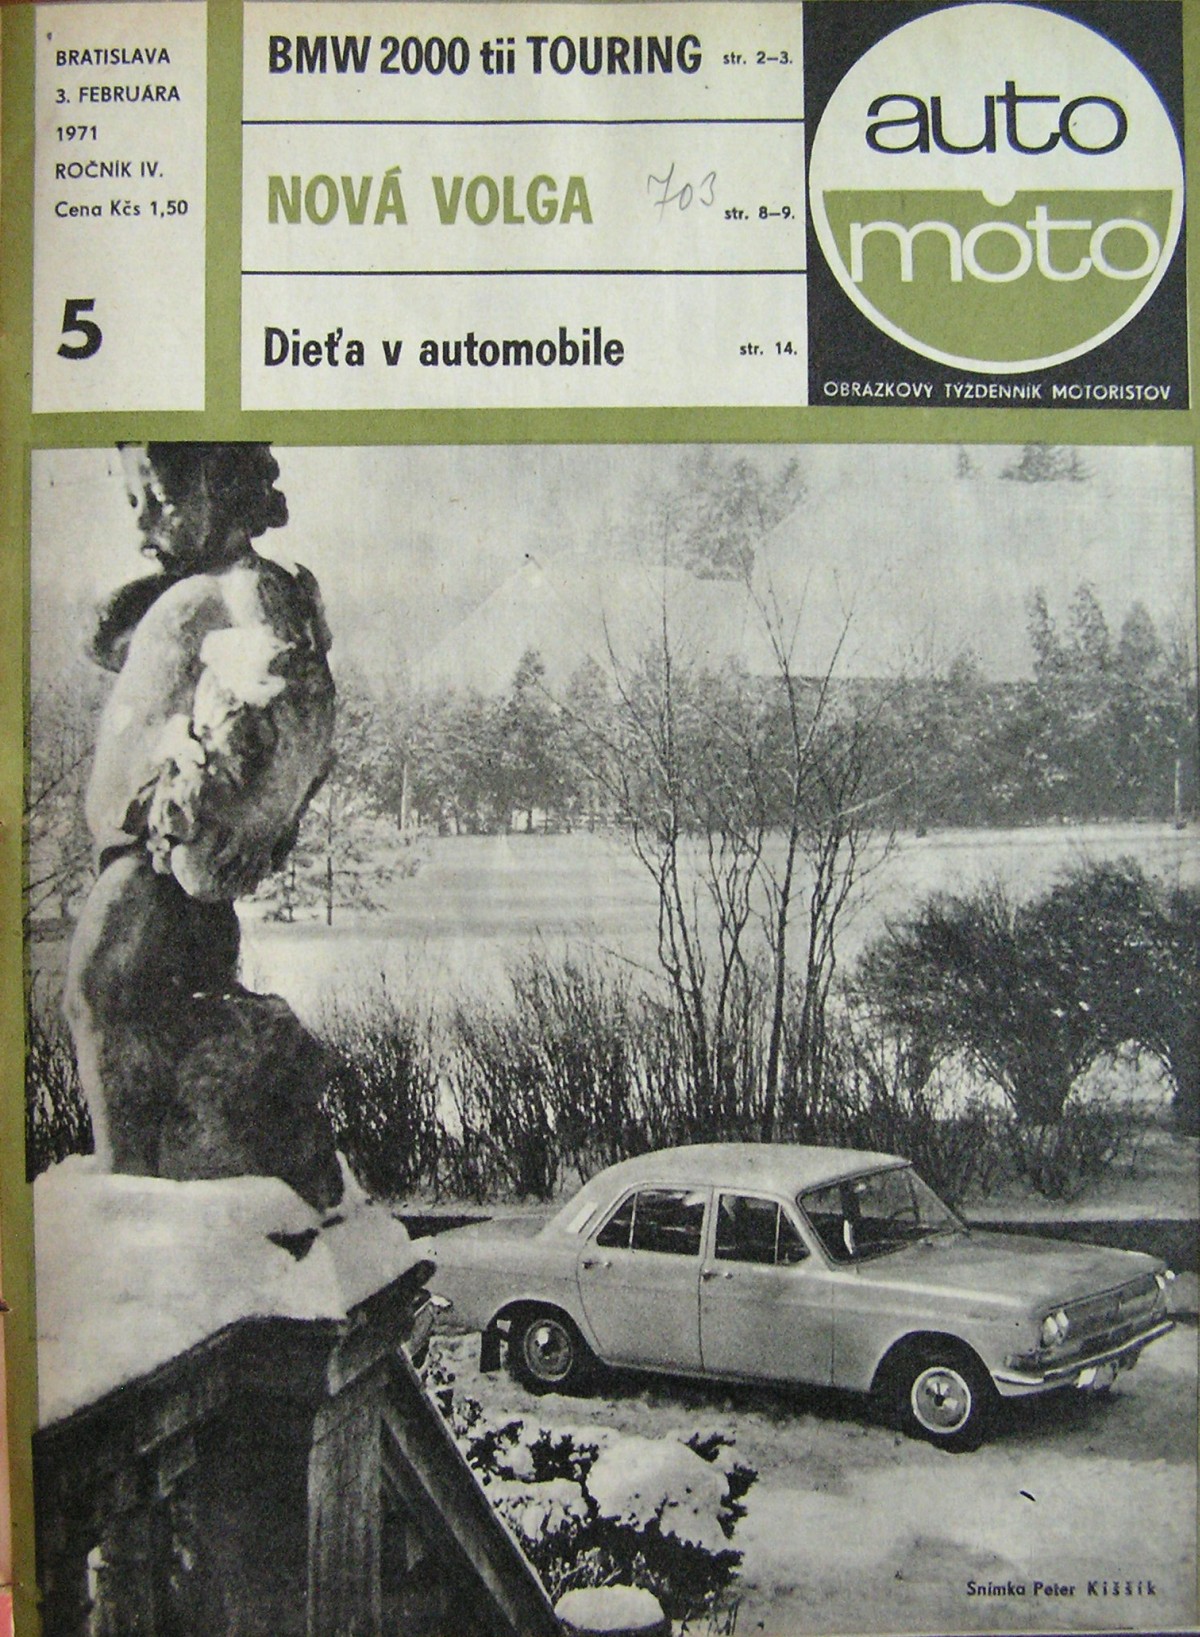 BRATISLAVA
3. FEBRUÁRA
1971
ROČNÍK IV.
Cena Kčs 1,50
5
BMW 2000 tii TOURING str. 2–3.
NOVÁ VOLGA 703 str. 8–9.
Dieťa v automobile str. 14.
auto
moto
OBRÁZKOVÝ TÝŽDENNÍK MOTORISTOV
Snímka Peter Kiššík